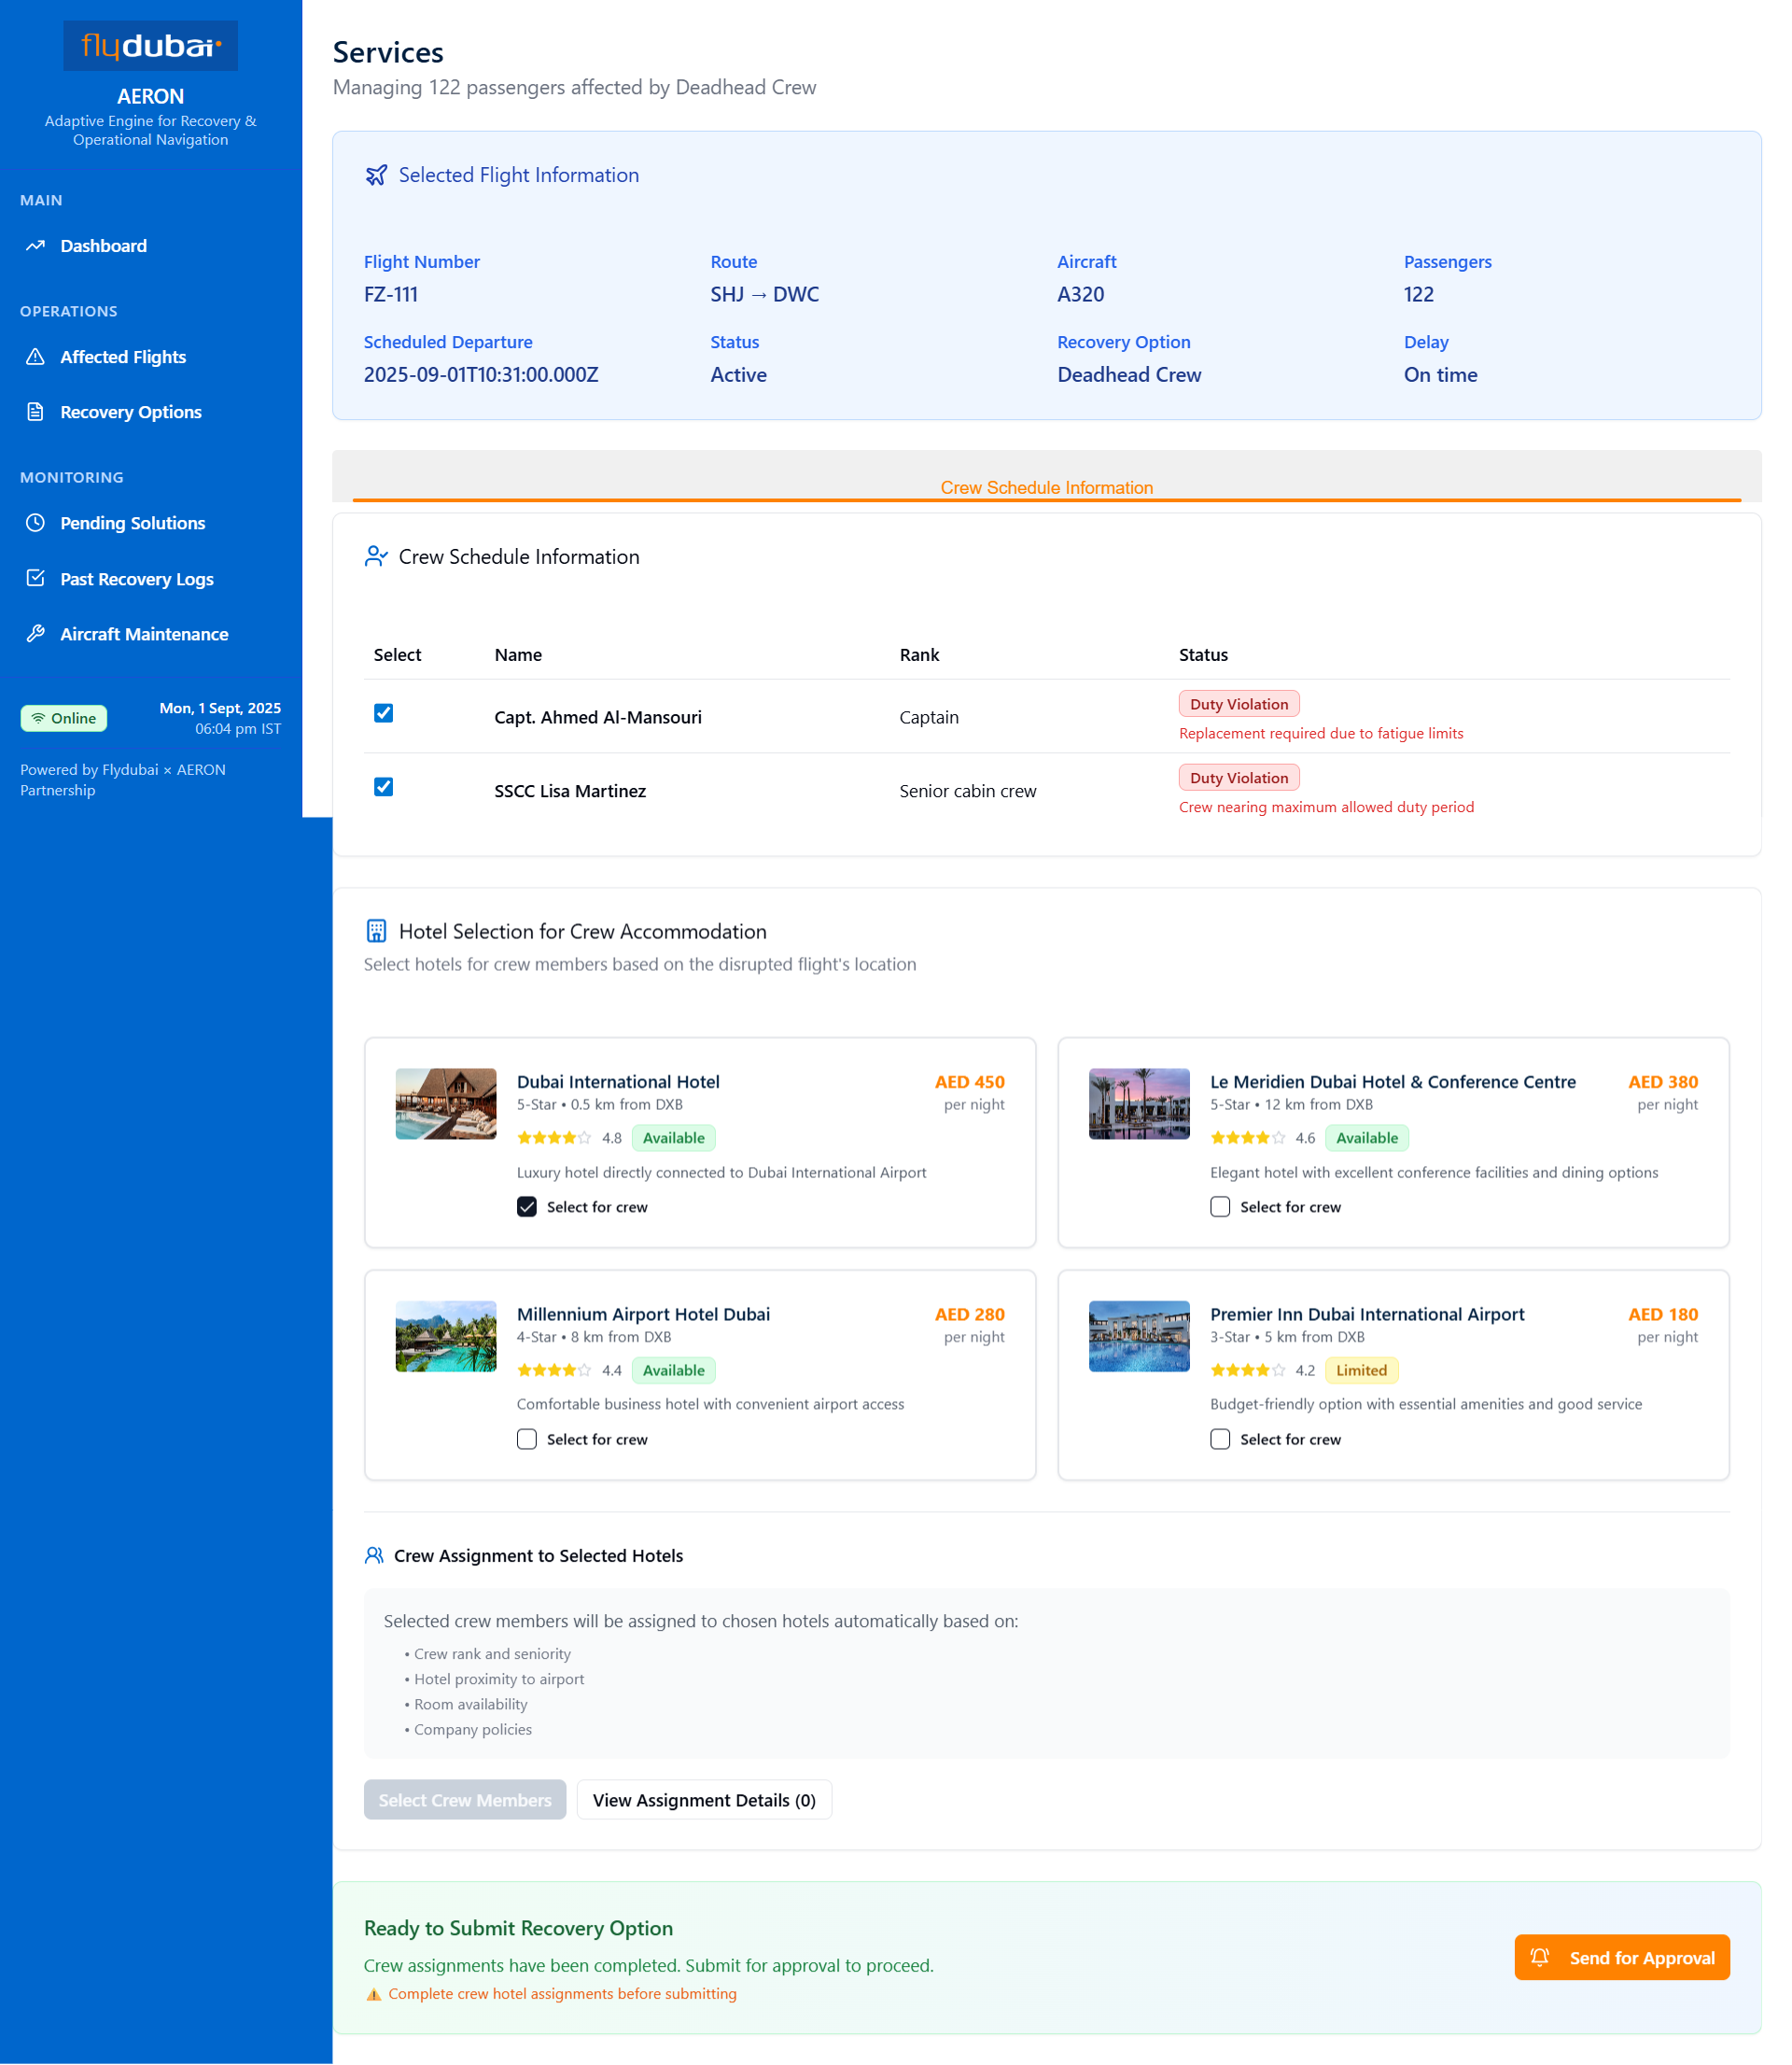 flydubai
AERON
Adaptive Engine for Recovery &
Operational Navigation
MAIN
Dashboard
OPERATIONS
Affected Flights
Recovery Options
MONITORING
Pending Solutions
Past Recovery Logs
Aircraft Maintenance
Online
Mon, 1 Sept, 2025
06:04 pm IST
Powered by Flydubai × AERON
Partnership
Services
Managing 122 passengers affected by Deadhead Crew
Selected Flight Information
Flight Number Route Aircraft Passengers
FZ-111 SHJ → DWC A320 122
Scheduled Departure Status Recovery Option Delay
2025-09-01T10:31:00.000Z Active Deadhead Crew On time
Crew Schedule Information
Crew Schedule Information
Select Name Rank Status
Capt. Ahmed Al-Mansouri Captain Duty Violation
Replacement required due to fatigue limits
SSCC Lisa Martinez Senior cabin crew Duty Violation
Crew nearing maximum allowed duty period
Hotel Selection for Crew Accommodation
Select hotels for crew members based on the disrupted flight's location
Dubai International Hotel AED 450
5-Star • 0.5 km from DXB per night
4.8 Available
Luxury hotel directly connected to Dubai International Airport
Select for crew
Le Meridien Dubai Hotel & Conference Centre AED 380
5-Star • 12 km from DXB per night
4.6 Available
Elegant hotel with excellent conference facilities and dining options
Select for crew
Millennium Airport Hotel Dubai AED 280
4-Star • 8 km from DXB per night
4.4 Available
Comfortable business hotel with convenient airport access
Select for crew
Premier Inn Dubai International Airport AED 180
3-Star • 5 km from DXB per night
4.2 Limited
Budget-friendly option with essential amenities and good service
Select for crew
Crew Assignment to Selected Hotels
Selected crew members will be assigned to chosen hotels automatically based on:
• Crew rank and seniority
• Hotel proximity to airport
• Room availability
• Company policies
Select Crew Members View Assignment Details (0)
Ready to Submit Recovery Option
Crew assignments have been completed. Submit for approval to proceed.
Complete crew hotel assignments before submitting
Send for Approval